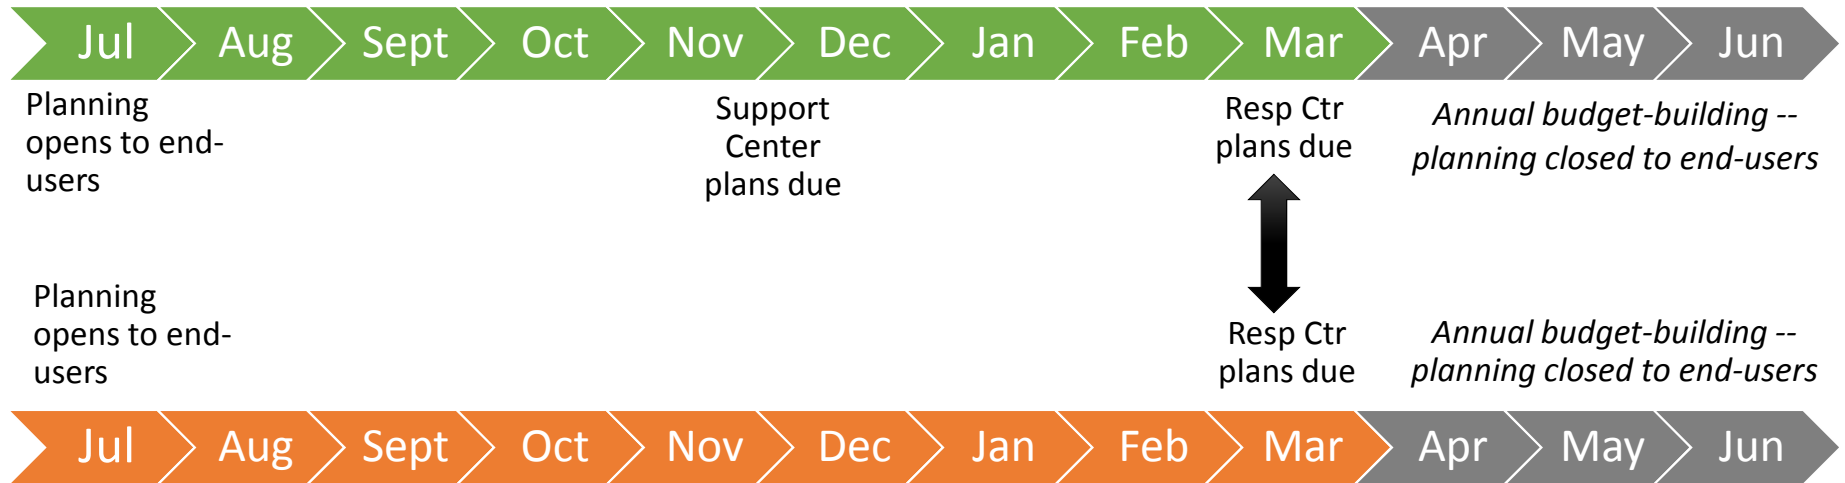 Jul Aug Sept Oct Nov Dec Jan Feb Mar Apr May Jun
Planning
opens to end-
users
Support
Center
plans due
Resp Ctr
plans due
Annual budget-building --
planning closed to end-users
Planning
opens to end-
users
Resp Ctr
plans due
Annual budget-building --
planning closed to end-users
Jul Aug Sept Oct Nov Dec Jan Feb Mar Apr May Jun